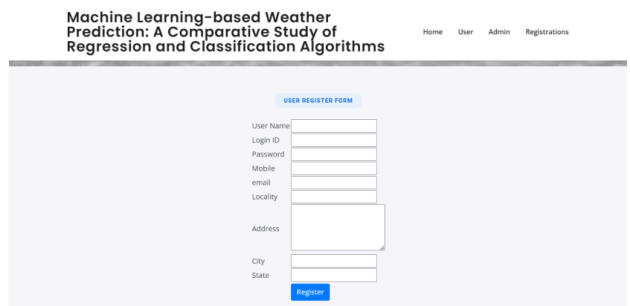 Machine Learning-based Weather
Prediction: A Comparative Study of
Regression and Classification Algorithms
Home User Admin Registrations
USER REGISTER FORM
User Name
Login ID
Password
Mobile
email
Locality
Address
City
State
Register